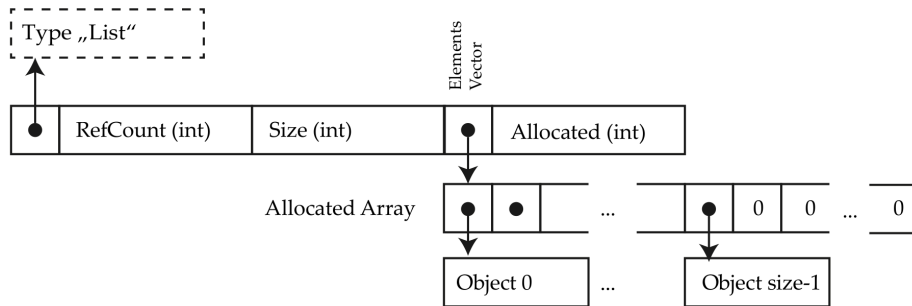 Type „List“
Elements
Vector
RefCount (int) Size (int) Allocated (int)
Allocated Array ... 0 0 ... 0
Object 0 ... Object size-1